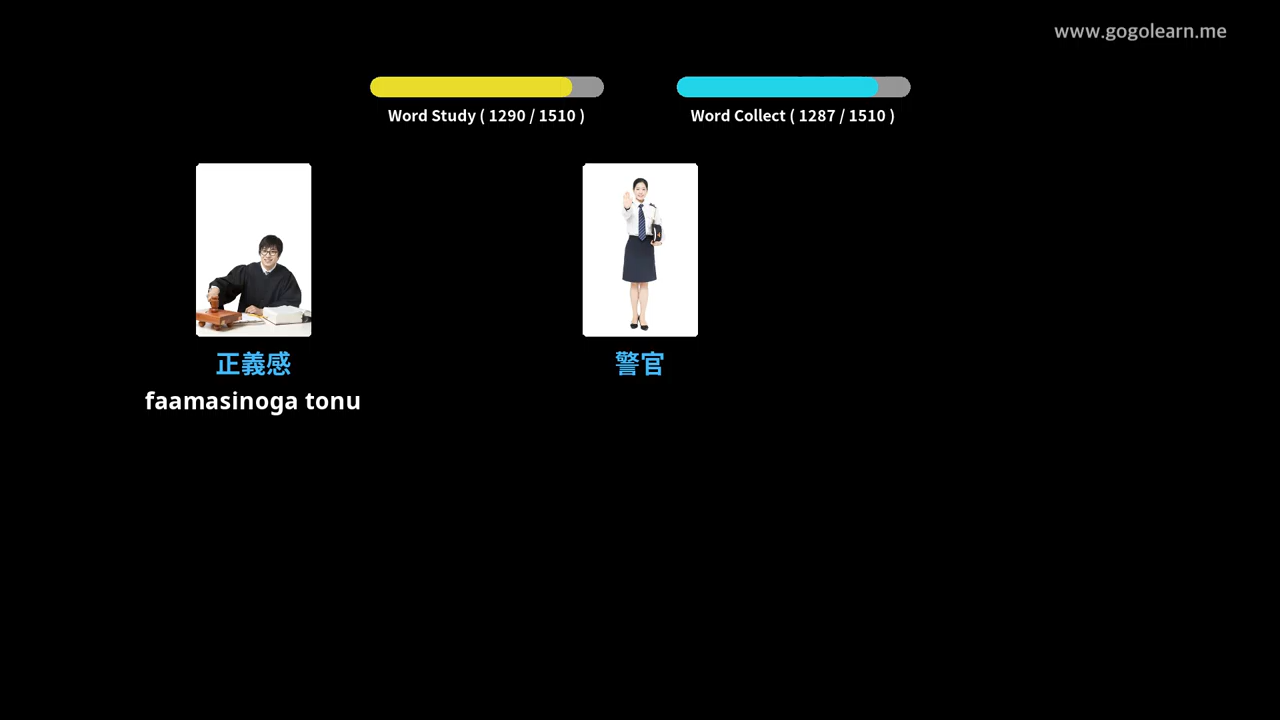 www.gogolearn.me
Word Study ( 1290 / 1510 )
Word Collect ( 1287 / 1510 )
正義感
警官
faamasinoga tonu